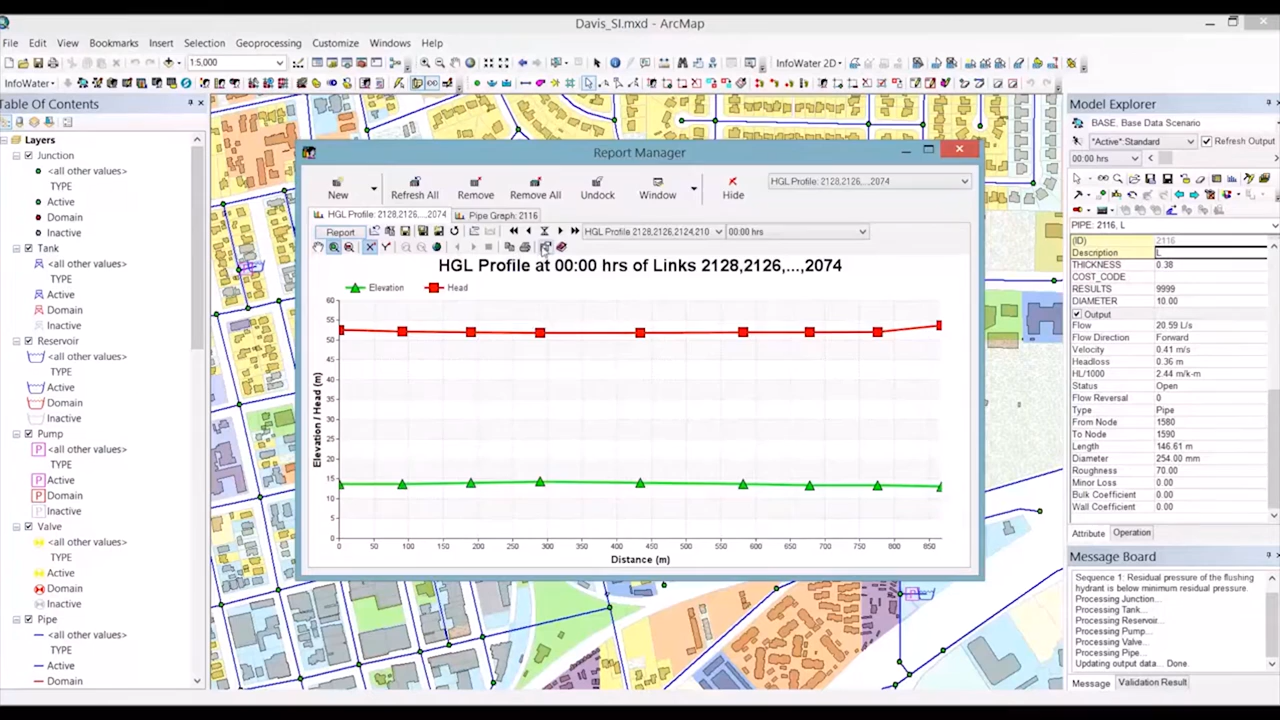 Davis_SI.mxd - ArcMap
File Edit View Bookmarks Insert Selection Geoprocessing Customize Windows Help
1:5,000
InfoWater 2D
InfoWater
Table Of Contents
Layers
Junction
<all other values>
TYPE
Active
Domain
Inactive
Tank
<all other values>
TYPE
Active
Domain
Inactive
Reservoir
<all other values>
TYPE
Active
Domain
Inactive
Pump
<all other values>
TYPE
Active
Domain
Inactive
Valve
<all other values>
TYPE
Active
Domain
Inactive
Pipe
<all other values>
TYPE
Active
Domain
Report Manager
New Refresh All Remove Remove All Undock Window Hide
HGL Profile: 2128,2126,...,2074
HGL Profile: 2128,2126,...,2074 Pipe Graph: 2116
Report HGL Profile 2128,2126,2124,210 00:00 hrs
HGL Profile at 00:00 hrs of Links 2128,2126,...,2074
Elevation Head
Elevation / Head (m)
60
55
50
45
40
35
30
25
20
15
10
5
0
0 50 100 150 200 250 300 350 400 450 500 550 600 650 700 750 800 850
Distance (m)
Model Explorer
BASE, Base Data Scenario
*Active*:Standard Refresh Output
00:00 hrs
PIPE: 2116, L
(ID) 2116
Description L
THICKNESS 0.38
COST_CODE
RESULTS 9999
DIAMETER 10.00
Output
Flow 20.59 L/s
Flow Direction Forward
Velocity 0.41 m/s
Headloss 0.36 m
HL/1000 2.44 m/k-m
Status Open
Flow Reversal 0
Type Pipe
From Node 1580
To Node 1590
Length 146.61 m
Diameter 254.00 mm
Roughness 70.00
Minor Loss 0.00
Bulk Coefficient 0.00
Wall Coefficient 0.00
Attribute Operation
Message Board
Sequence 1: Residual pressure of the flushing
hydrant is below minimum residual pressure.
Processing Junction...
Processing Tank...
Processing Reservoir...
Processing Pump...
Processing Valve...
Processing Pipe...
Updating output data... Done.
Message Validation Result